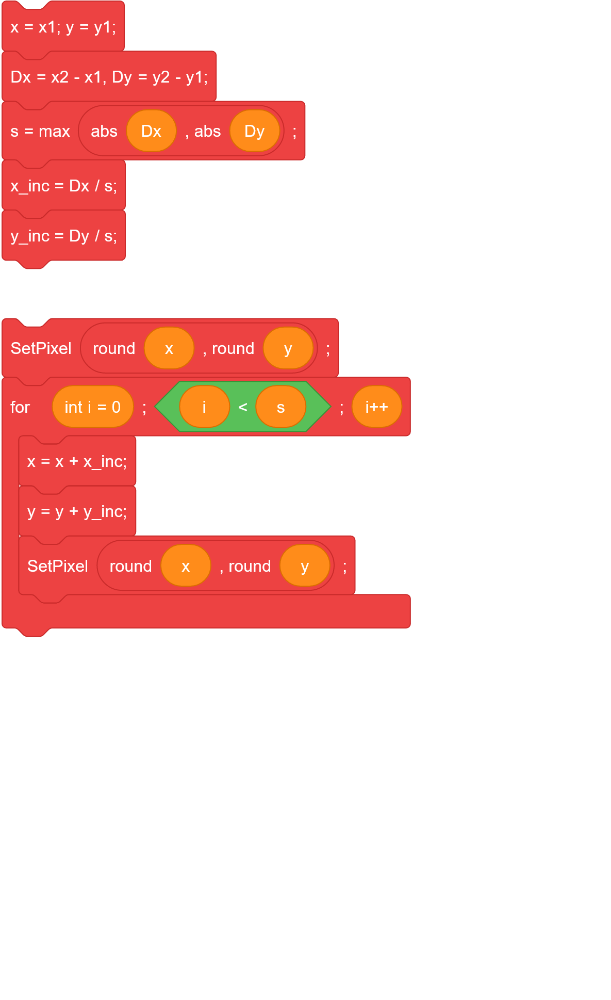 x = x1; y = y1;
Dx = x2 - x1, Dy = y2 - y1;
s = max abs Dx , abs Dy ;
x_inc = Dx / s;
y_inc = Dy / s;
SetPixel round x , round y ;
for int i = 0 ; i < s ; i++
x = x + x_inc;
y = y + y_inc;
SetPixel round x , round y ;